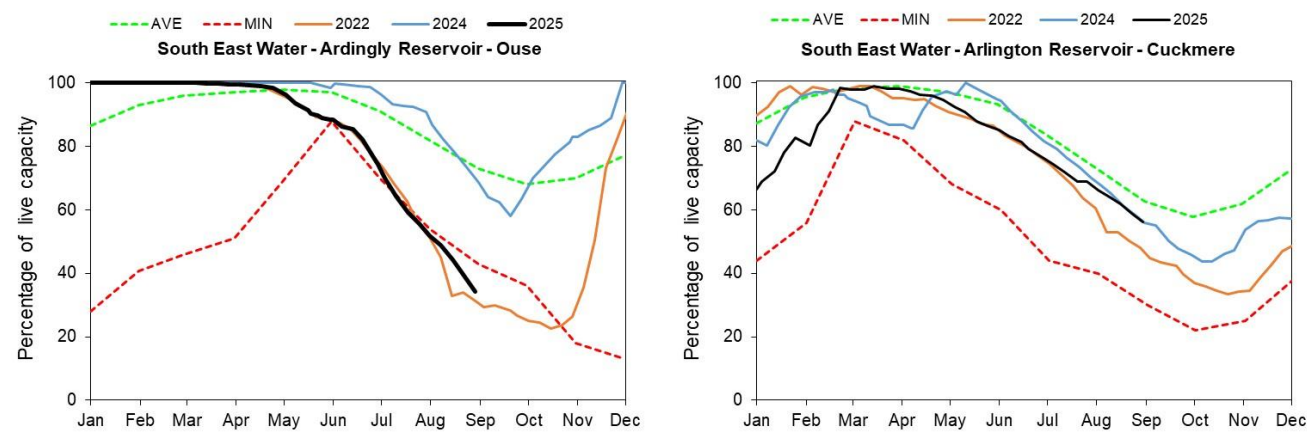 AVE MIN 2022 2024 2025
South East Water - Ardingly Reservoir - Ouse
Percentage of live capacity
100
80
60
40
20
0
Jan Feb Mar Apr May Jun Jul Aug Sep Oct Nov Dec
AVE MIN 2022 2024 2025
South East Water - Arlington Reservoir - Cuckmere
Percentage of live capacity
100
80
60
40
20
0
Jan Feb Mar Apr May Jun Jul Aug Sep Oct Nov Dec